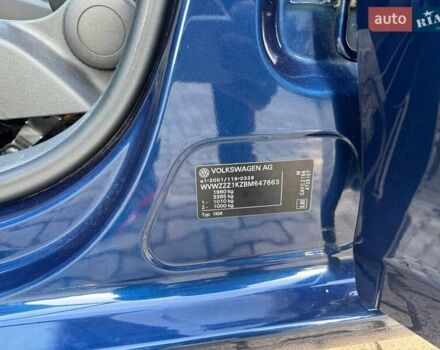 auto RIA
VOLKSWAGEN AG
e1*2001/116*0328
WVWZZZ1KZBM647663
1960 kg
3365 kg
1 - 1010 kg
2 - 1000 kg
Typ 1KM